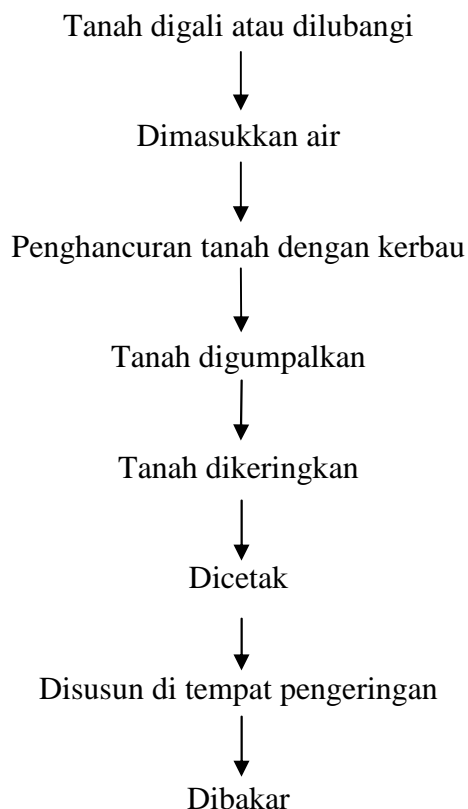 Tanah digali atau dilubangi
Dimasukkan air
Penghancuran tanah dengan kerbau
Tanah digumpalkan
Tanah dikeringkan
Dicetak
Disusun di tempat pengeringan
Dibakar